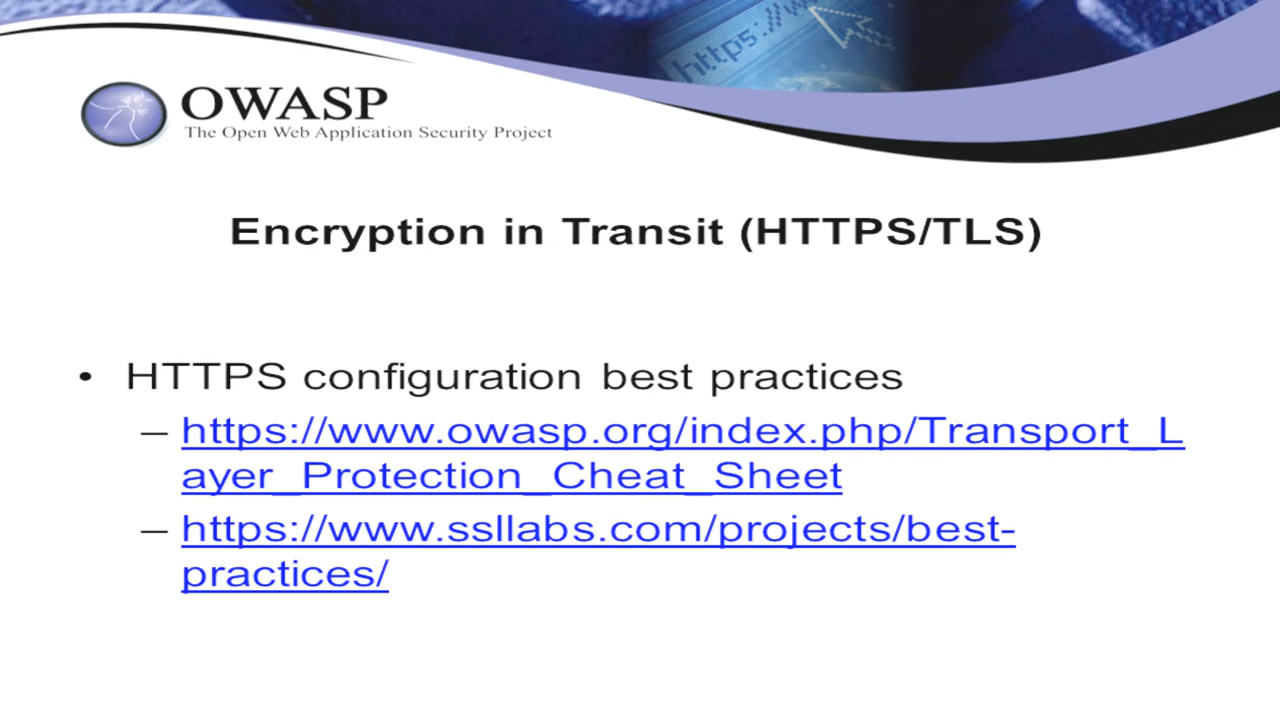 https://w
OWASP
The Open Web Application Security Project
Encryption in Transit (HTTPS/TLS)
• HTTPS configuration best practices
– https://www.owasp.org/index.php/Transport_L
ayer_Protection_Cheat_Sheet
– https://www.ssllabs.com/projects/best-
practices/